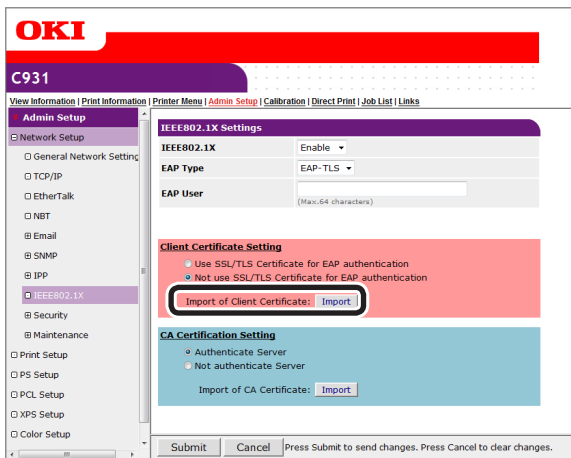 OKI
C931
View Information | Print Information | Printer Menu | Admin Setup | Calibration | Direct Print | Job List | Links
Admin Setup
Network Setup
General Network Setting
TCP/IP
EtherTalk
NBT
Email
SNMP
IPP
IEEE802.1X
Security
Maintenance
Print Setup
PS Setup
PCL Setup
XPS Setup
Color Setup
IEEE802.1X Settings
IEEE802.1X Enable
EAP Type EAP-TLS
EAP User
(Max.64 characters)
Client Certificate Setting
Use SSL/TLS Certificate for EAP authentication
Not use SSL/TLS Certificate for EAP authentication
Import of Client Certificate: Import
CA Certification Setting
Authenticate Server
Not authenticate Server
Import of CA Certificate: Import
Submit Cancel Press Submit to send changes. Press Cancel to clear changes.